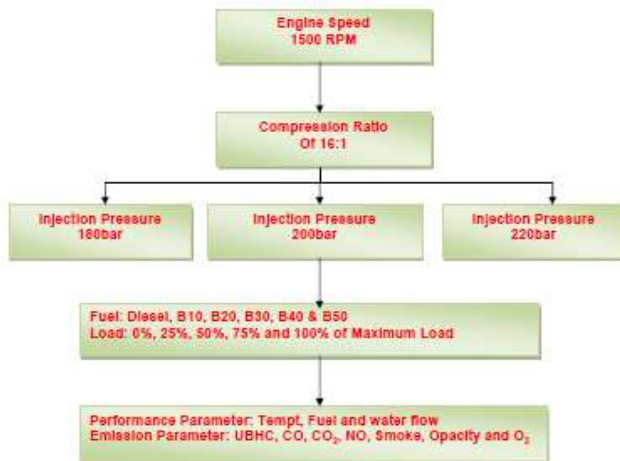 Engine Speed
1500 RPM
Compression Ratio
Of 16:1
Injection Pressure
180bar
Injection Pressure
200bar
Injection Pressure
220bar
Fuel: Diesel, B10, B20, B30, B40 & B50
Load: 0%, 25%, 50%, 75% and 100% of Maximum Load
Performance Parameter: Tempt, Fuel and water flow
Emission Parameter: UBHC, CO, CO₂, NO, Smoke, Opacity and O₂